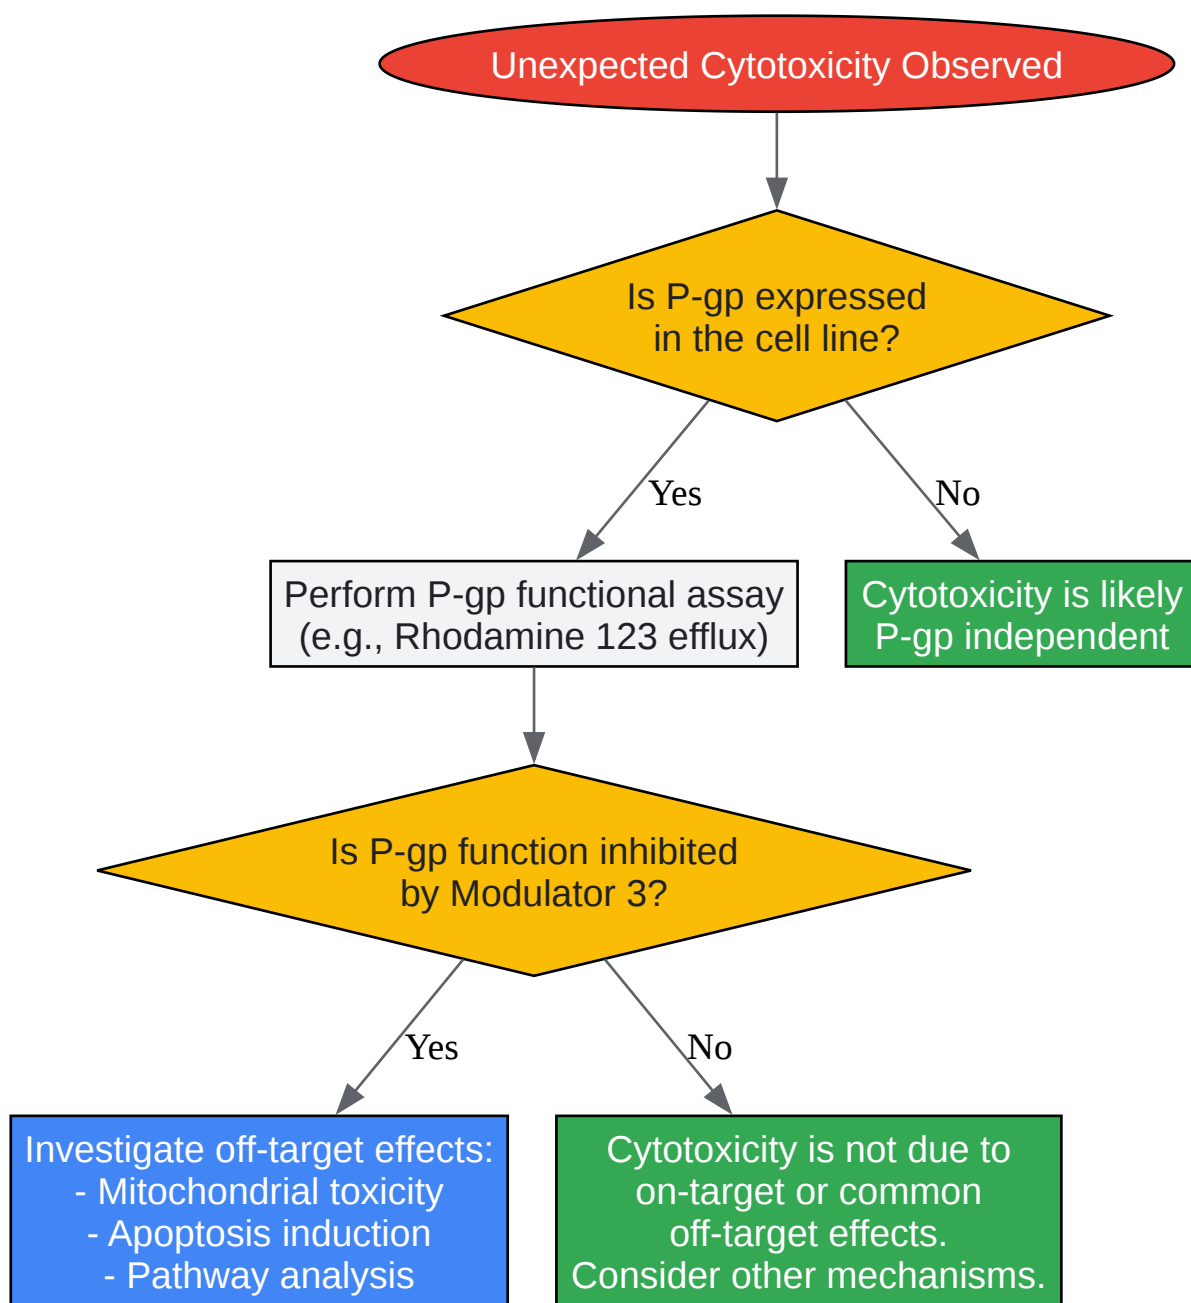 Unexpected Cytotoxicity Observed
Is P-gp expressed
in the cell line?
Yes
No
Perform P-gp functional assay
(e.g., Rhodamine 123 efflux)
Cytotoxicity is likely
P-gp independent
Is P-gp function inhibited
by Modulator 3?
Yes
No
Investigate off-target effects:
- Mitochondrial toxicity
- Apoptosis induction
- Pathway analysis
Cytotoxicity is not due to
on-target or common
off-target effects.
Consider other mechanisms.